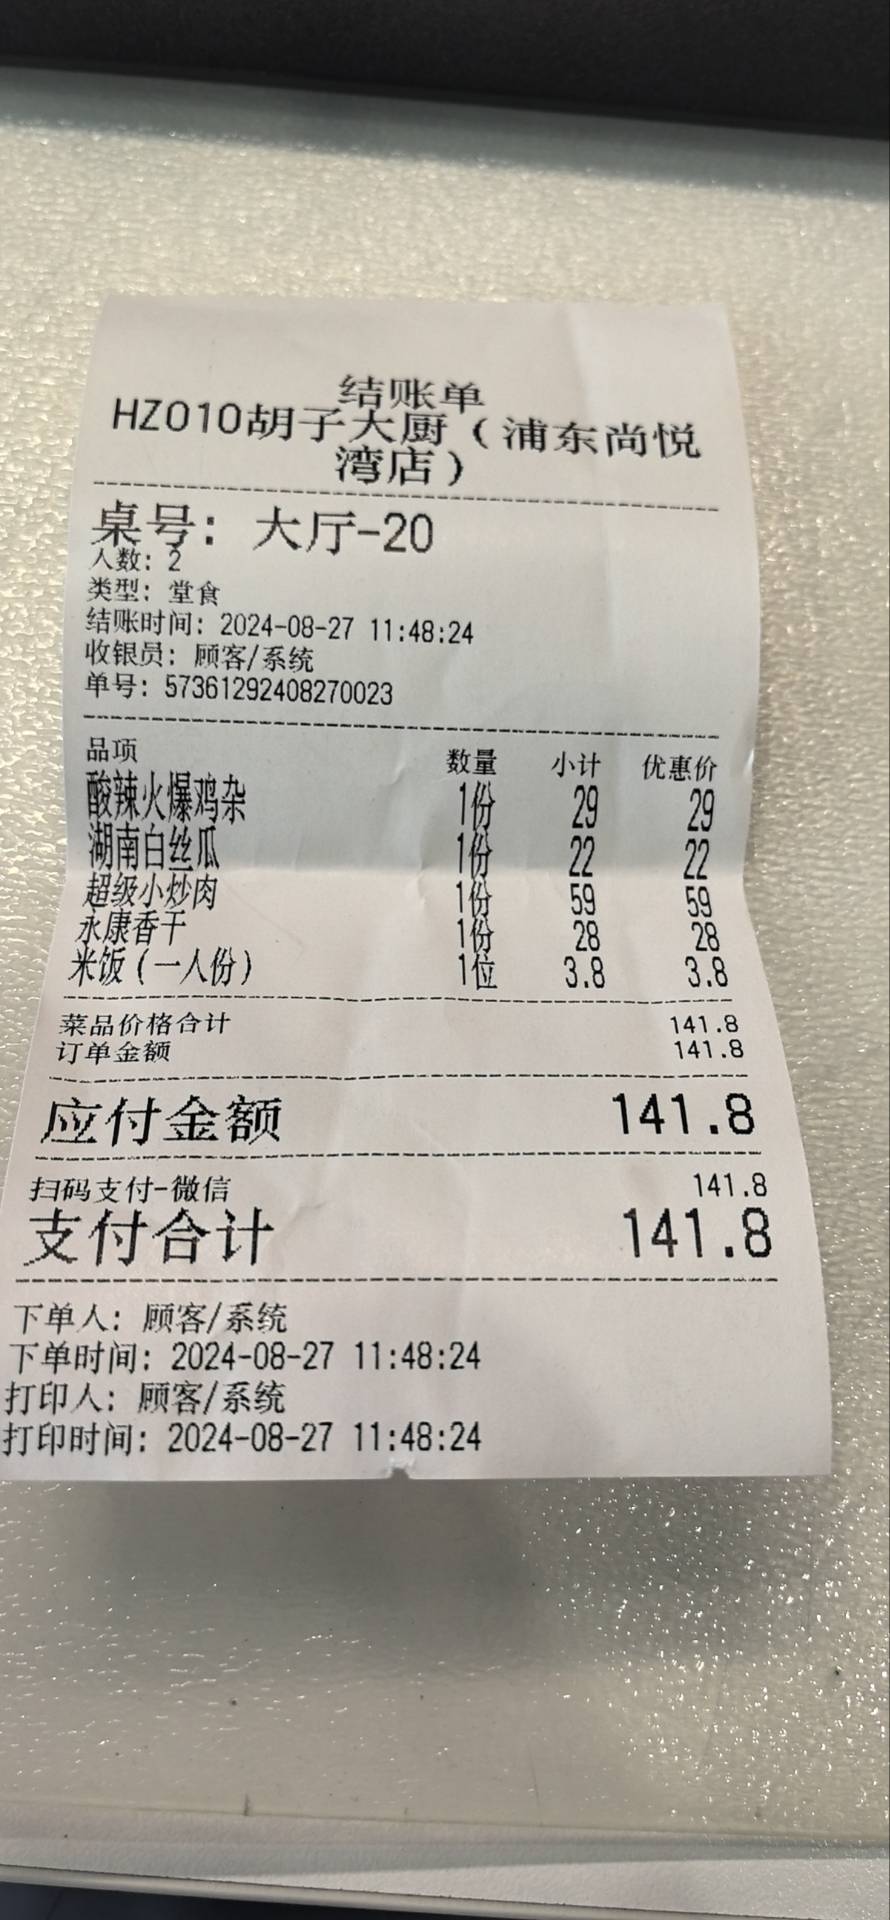 结账单
HZ010胡子大厨（浦东尚悦
湾店）
桌号：大厅-20
人数：2
类型：堂食
结账时间：2024-08-27 11:48:24
收银员：顾客/系统
单号：57361292408270023
品项 数量 小计 优惠价
酸辣火爆鸡杂 1份 29 29
湖南白丝瓜 1份 22 22
超级小炒肉 1份 59 59
永康香干 1份 28 28
米饭（一人份） 1位 3.8 3.8
菜品价格合计 141.8
订单金额 141.8
应付金额 141.8
扫码支付-微信 141.8
支付合计 141.8
下单人：顾客/系统
下单时间：2024-08-27 11:48:24
打印人：顾客/系统
打印时间：2024-08-27 11:48:24